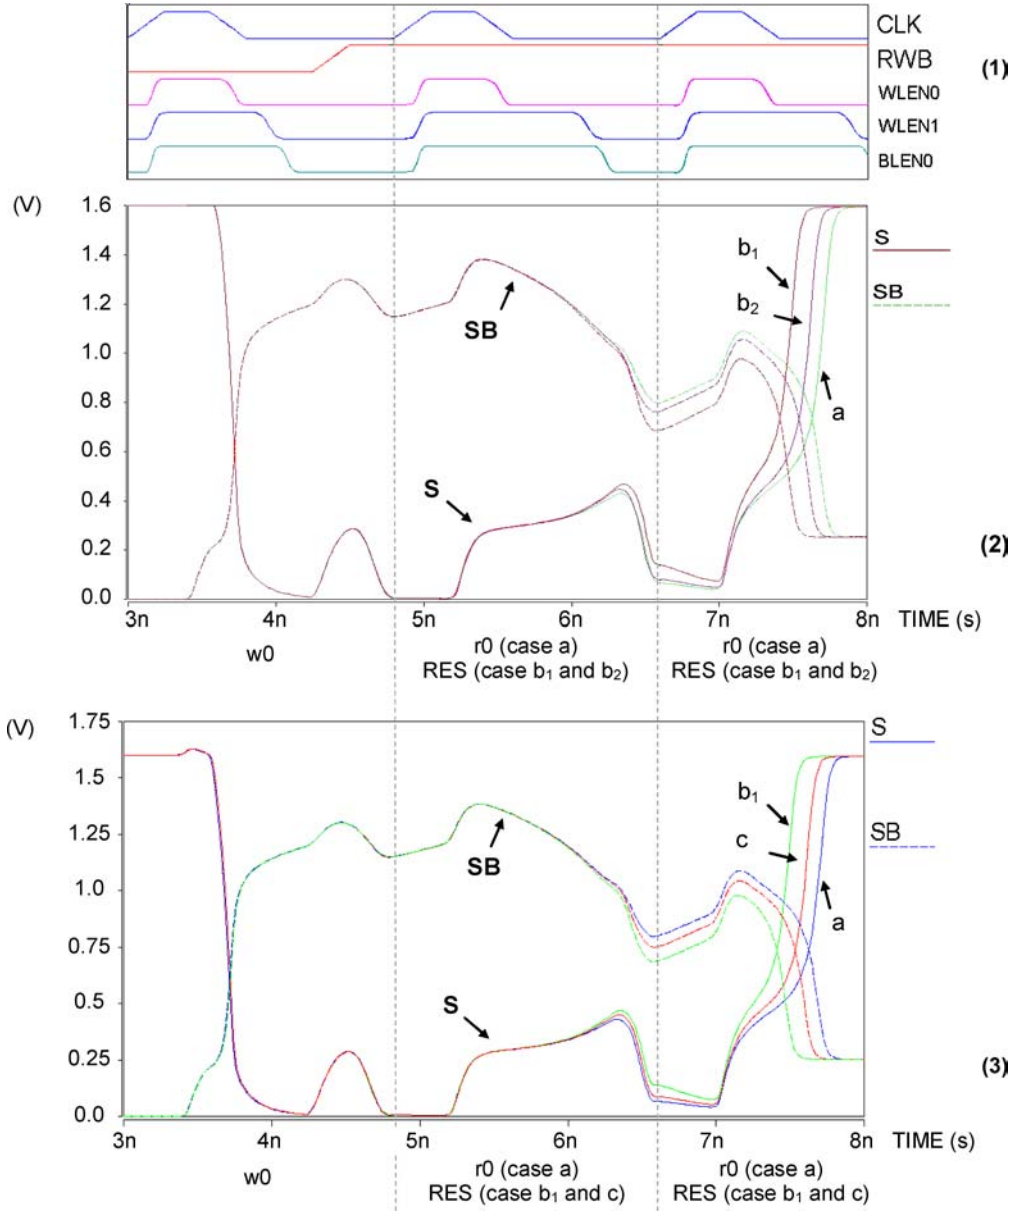 CLK
RWB
(1)
WLEN0
WLEN1
BLEN0
(V)
1.6
S
b₁
1.4
b₂
SB
1.2
SB
1.0
0.8
a
0.6
S
0.4
0.2
(2)
0.0
3n 4n 5n 6n 7n 8n TIME (s)
w0 r0 (case a) r0 (case a)
RES (case b₁ and b₂) RES (case b₁ and b₂)
(V)
1.75
S
1.5
b₁
c
SB
1.25
SB
1.0
a
0.75
0.5
S
0.25
(3)
0.0
3n 4n 5n 6n 7n 8n TIME (s)
w0 r0 (case a) r0 (case a)
RES (case b₁ and c) RES (case b₁ and c)